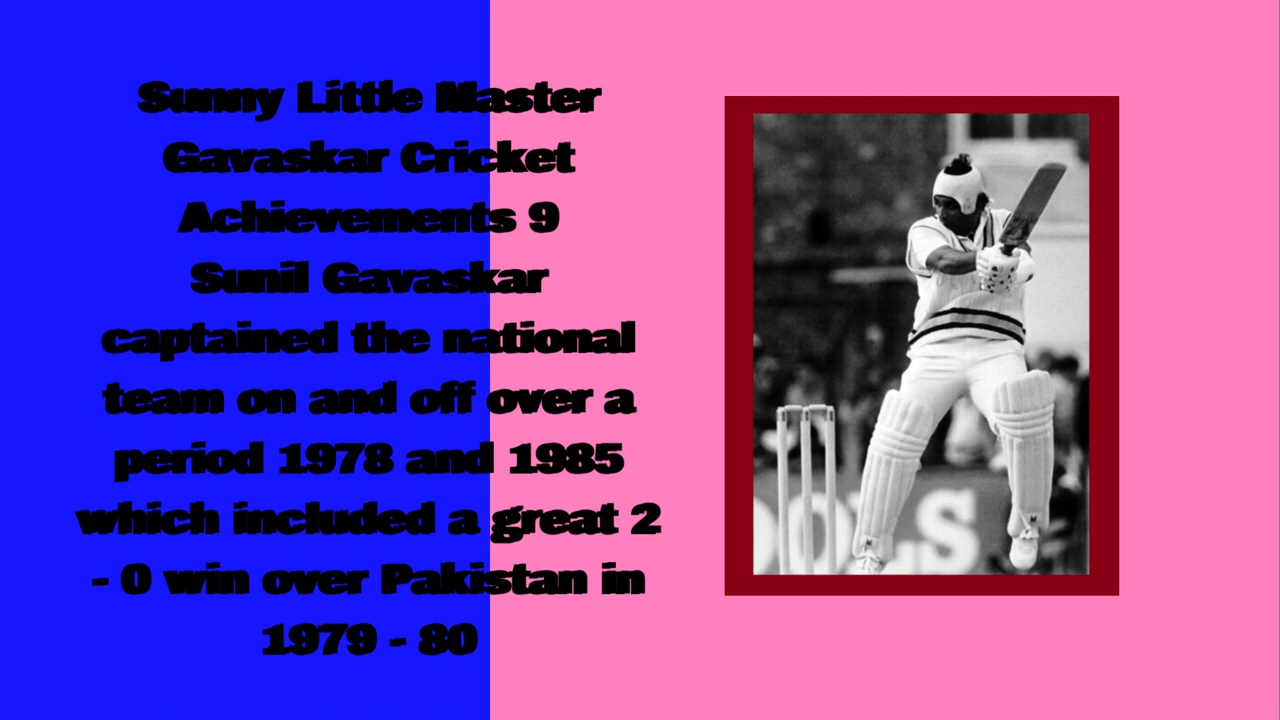 Sunny Little Master
Gavaskar Cricket
Achievements 9
Sunil Gavaskar
captained the national
team on and off over a
period 1978 and 1985
which included a great 2
- 0 win over Pakistan in
1979 - 80